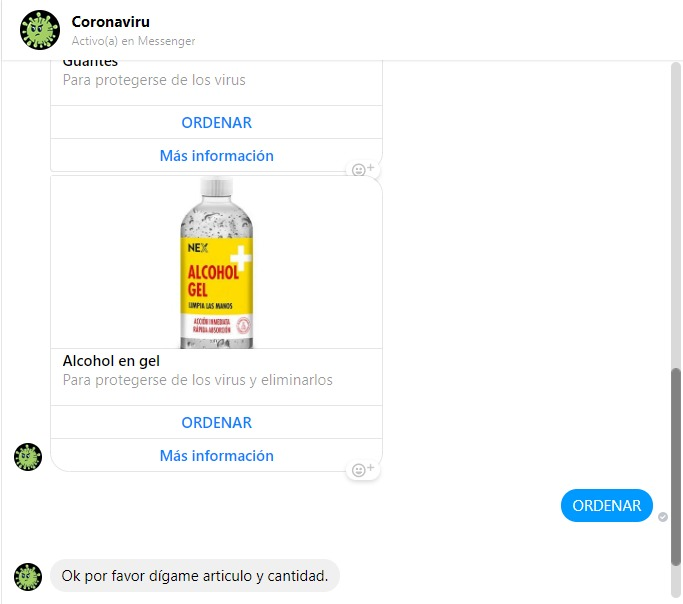 Coronaviru
Activo(a) en Messenger
Guantes
Para protegerse de los virus
ORDENAR
Más información
NEX
ALCOHOL
GEL
LIMPIA LAS MANOS
ACCIÓN INMEDIATA
RÁPIDA ABSORCIÓN
Alcohol en gel
Para protegerse de los virus y eliminarlos
ORDENAR
Más información
ORDENAR
Ok por favor dígame articulo y cantidad.